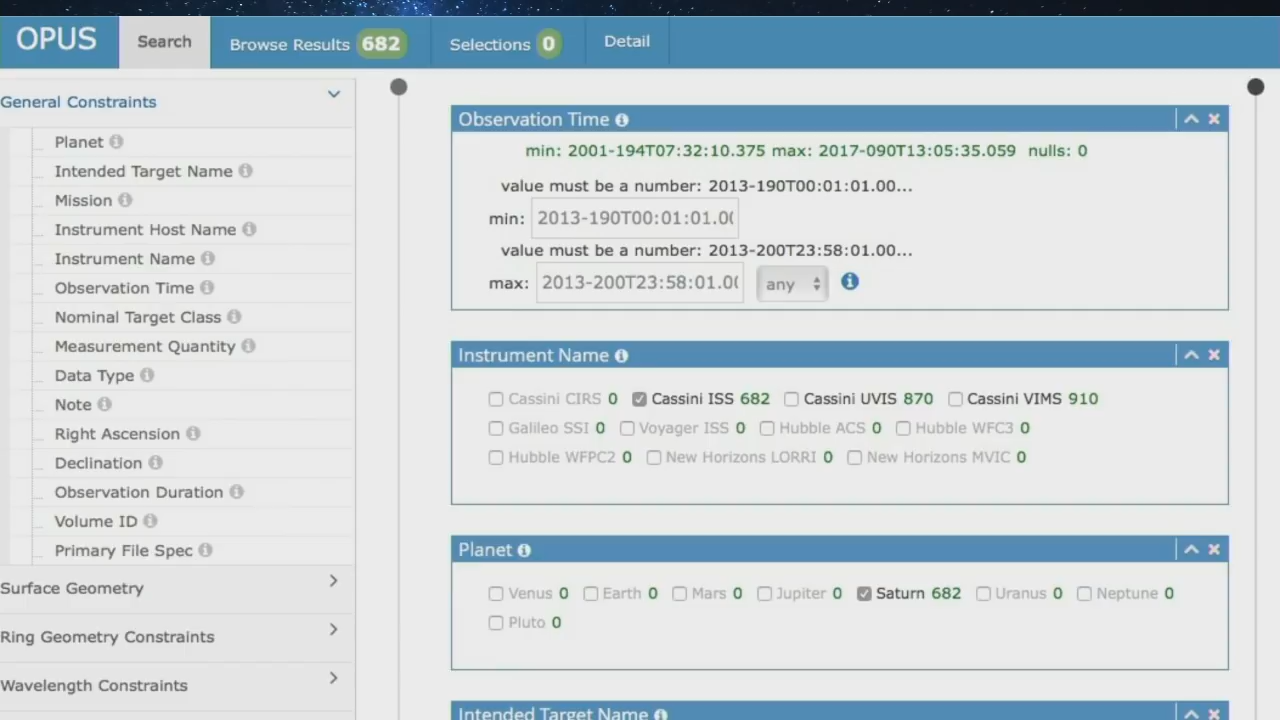 OPUS
Search
Browse Results 682
Selections 0
Detail
General Constraints
Planet
Intended Target Name
Mission
Instrument Host Name
Instrument Name
Observation Time
Nominal Target Class
Measurement Quantity
Data Type
Note
Right Ascension
Declination
Observation Duration
Volume ID
Primary File Spec
Surface Geometry
Ring Geometry Constraints
Wavelength Constraints
Observation Time
min: 2001-194T07:32:10.375 max: 2017-090T13:05:35.059 nulls: 0
value must be a number: 2013-190T00:01:01.00...
min: 2013-190T00:01:01.0(
value must be a number: 2013-200T23:58:01.00...
max: 2013-200T23:58:01.0( any
Instrument Name
Cassini CIRS 0 Cassini ISS 682 Cassini UVIS 870 Cassini VIMS 910
Galileo SSI 0 Voyager ISS 0 Hubble ACS 0 Hubble WFC3 0
Hubble WFPC2 0 New Horizons LORRI 0 New Horizons MVIC 0
Planet
Venus 0 Earth 0 Mars 0 Jupiter 0 Saturn 682 Uranus 0 Neptune 0
Pluto 0
Intended Target Name